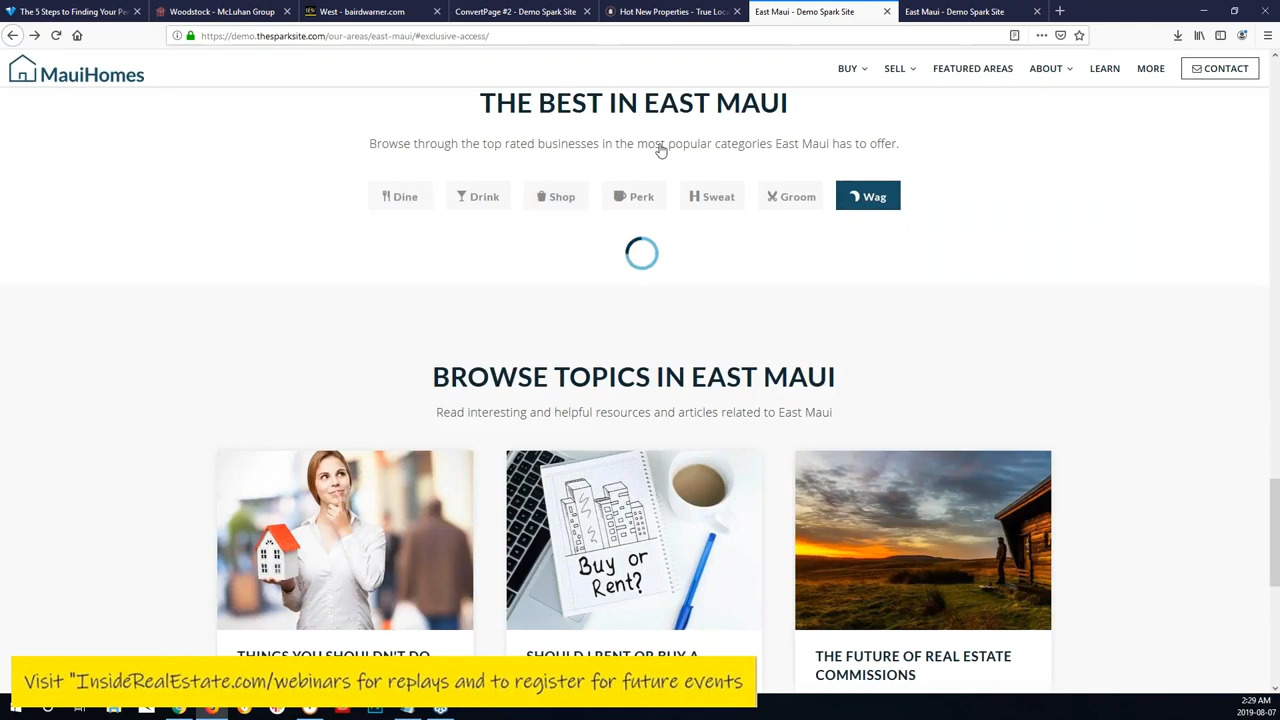 The 5 Steps to Finding Your Per
Woodstock - McLuhan Group
West - bairdwarner.com
ConvertPage #2 - Demo Spark Site
Hot New Properties - True Loca
East Maui - Demo Spark Site
East Maui - Demo Spark Site
https://demo.thesparksite.com/our-areas/east-maui/#exclusive-access/
MauiHomes
BUY
SELL
FEATURED AREAS
ABOUT
LEARN
MORE
CONTACT
THE BEST IN EAST MAUI
Browse through the top rated businesses in the most popular categories East Maui has to offer.
Dine
Drink
Shop
Perk
Sweat
Groom
Wag
BROWSE TOPICS IN EAST MAUI
Read interesting and helpful resources and articles related to East Maui
Buy or
Rent?
THINGS YOU SHOULDN'T DO
SHOULD I RENT OR BUY A
THE FUTURE OF REAL ESTATE
COMMISSIONS
Visit "InsideRealEstate.com/webinars for replays and to register for future events
2:29 AM
2019-08-07